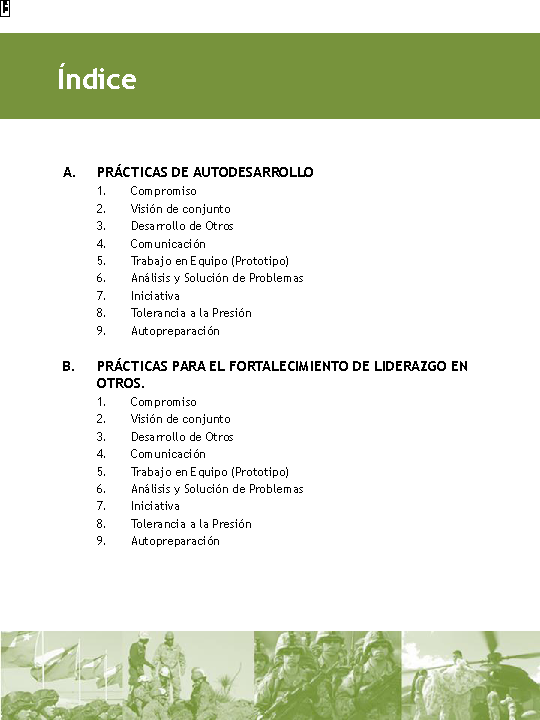 Índice
A. PRÁCTICAS DE AUTODESARROLLO
1. Compromiso
2. Visión de conjunto
3. Desarrollo de Otros
4. Comunicación
5. Trabajo en Equipo (Prototipo)
6. Análisis y Solución de Problemas
7. Iniciativa
8. Tolerancia a la Presión
9. Autopreparación
B. PRÁCTICAS PARA EL FORTALECIMIENTO DE LIDERAZGO EN
OTROS.
1. Compromiso
2. Visión de conjunto
3. Desarrollo de Otros
4. Comunicación
5. Trabajo en Equipo (Prototipo)
6. Análisis y Solución de Problemas
7. Iniciativa
8. Tolerancia a la Presión
9. Autopreparación